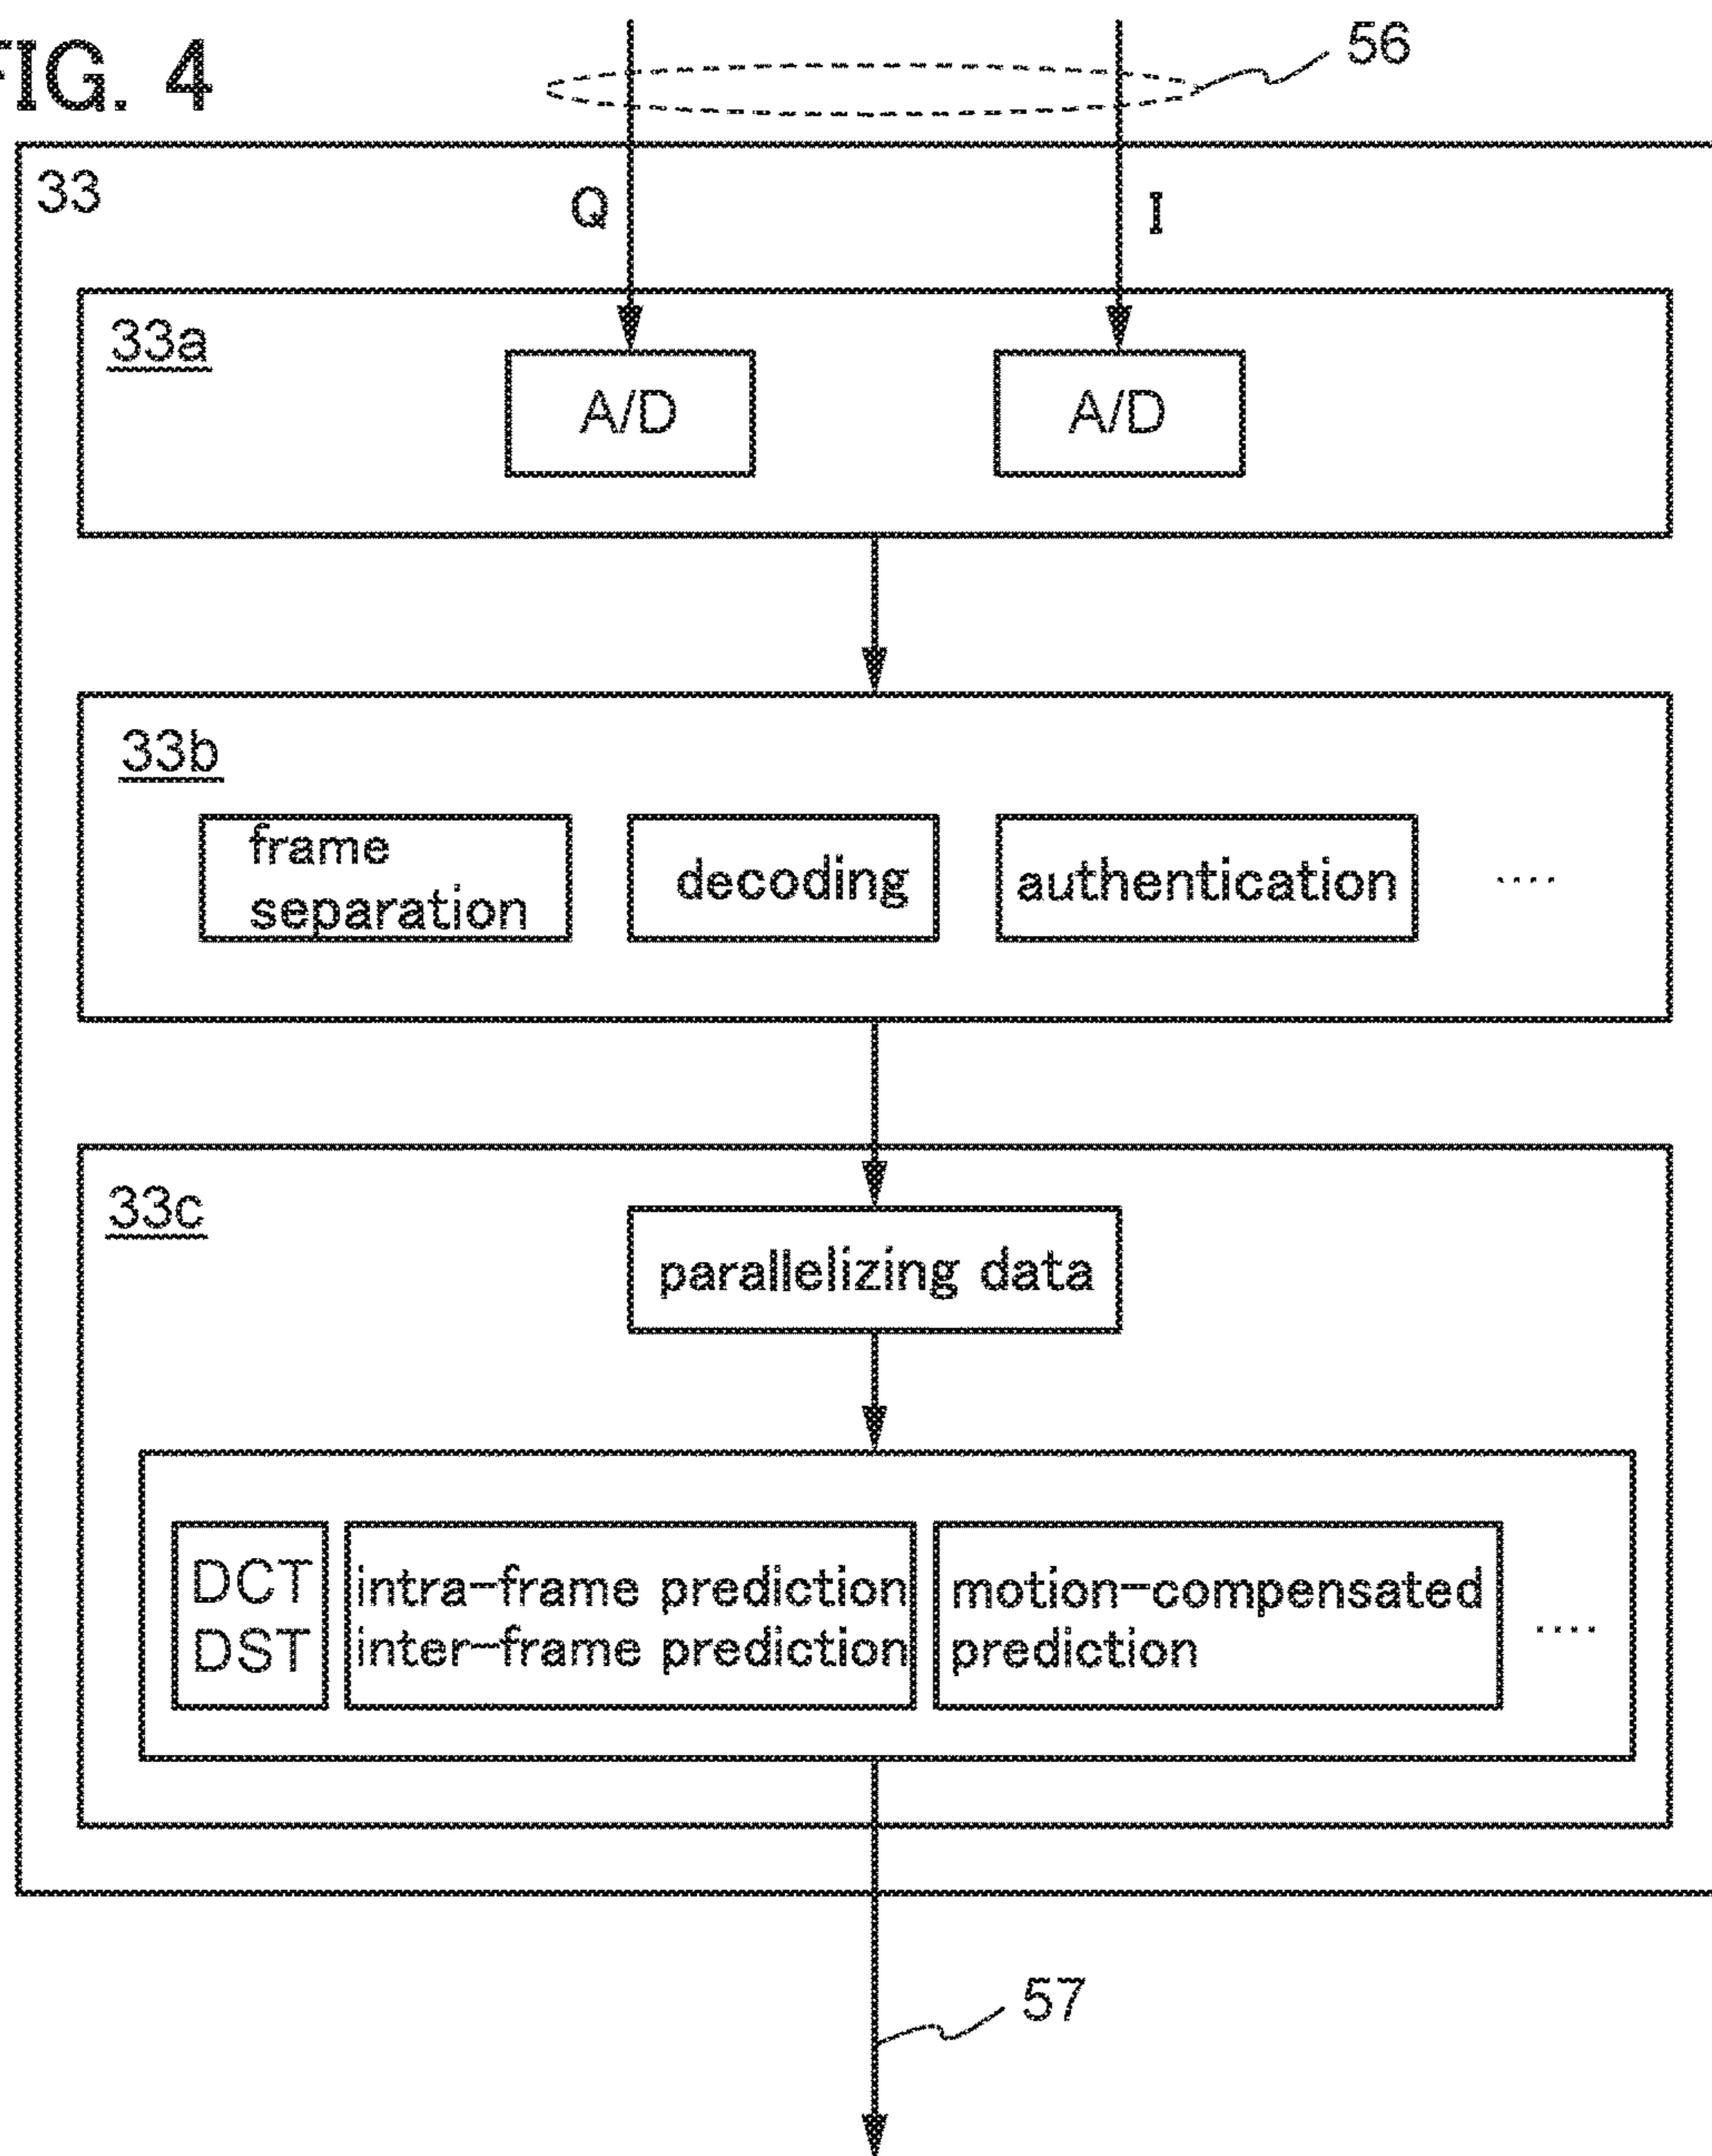 FIG. 4
56
33
Q
I
33a
A/D
A/D
33b
frame
separation
decoding
authentication
....
33c
parallelizing data
DCT
DST
intra-frame prediction
inter-frame prediction
motion-compensated
prediction
....
57